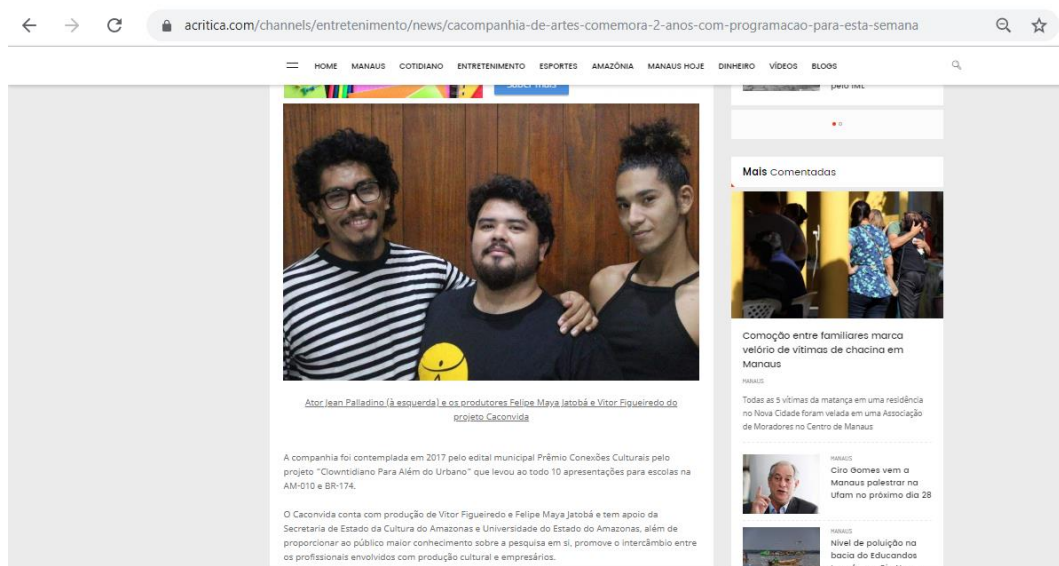 acritica.com/channels/entretenimento/news/cacompanhia-de-artes-comemora-2-anos-com-programacao-para-esta-semana
HOME MANAUS COTIDIANO ENTRETENIMENTO ESPORTES AMAZÔNIA MANAUS HOJE DINHEIRO VÍDEOS BLOGS
Saber mais
Ator Jean Palladino (à esquerda) e os produtores Felipe Maya Jatobá e Vitor Figueiredo do
projeto Caconvida
A companhia foi contemplada em 2017 pelo edital municipal Prêmio Conexões Culturais pelo
projeto "Clowntidiano Para Além do Urbano" que levou ao todo 10 apresentações para escolas na
AM-010 e BR-174.
O Caconvida conta com produção de Vitor Figueiredo e Felipe Maya Jatobá e tem apoio da
Secretaria de Estado da Cultura do Amazonas e Universidade do Estado do Amazonas, além de
proporcionar ao público maior conhecimento sobre a pesquisa em si, promove o intercâmbio entre
os profissionais envolvidos com produção cultural e empresários.
pelo IML
Mais Comentadas
Comoção entre familiares marca
velório de vítimas de chacina em
Manaus
MANAUS
Todas as 5 vítimas da matança em uma residência
no Nova Cidade foram velada em uma Associação
de Moradores no Centro de Manaus
MANAUS
Ciro Gomes vem a
Manaus palestrar na
Ufam no próximo dia 28
MANAUS
Nível de poluição na
bacia do Educandos